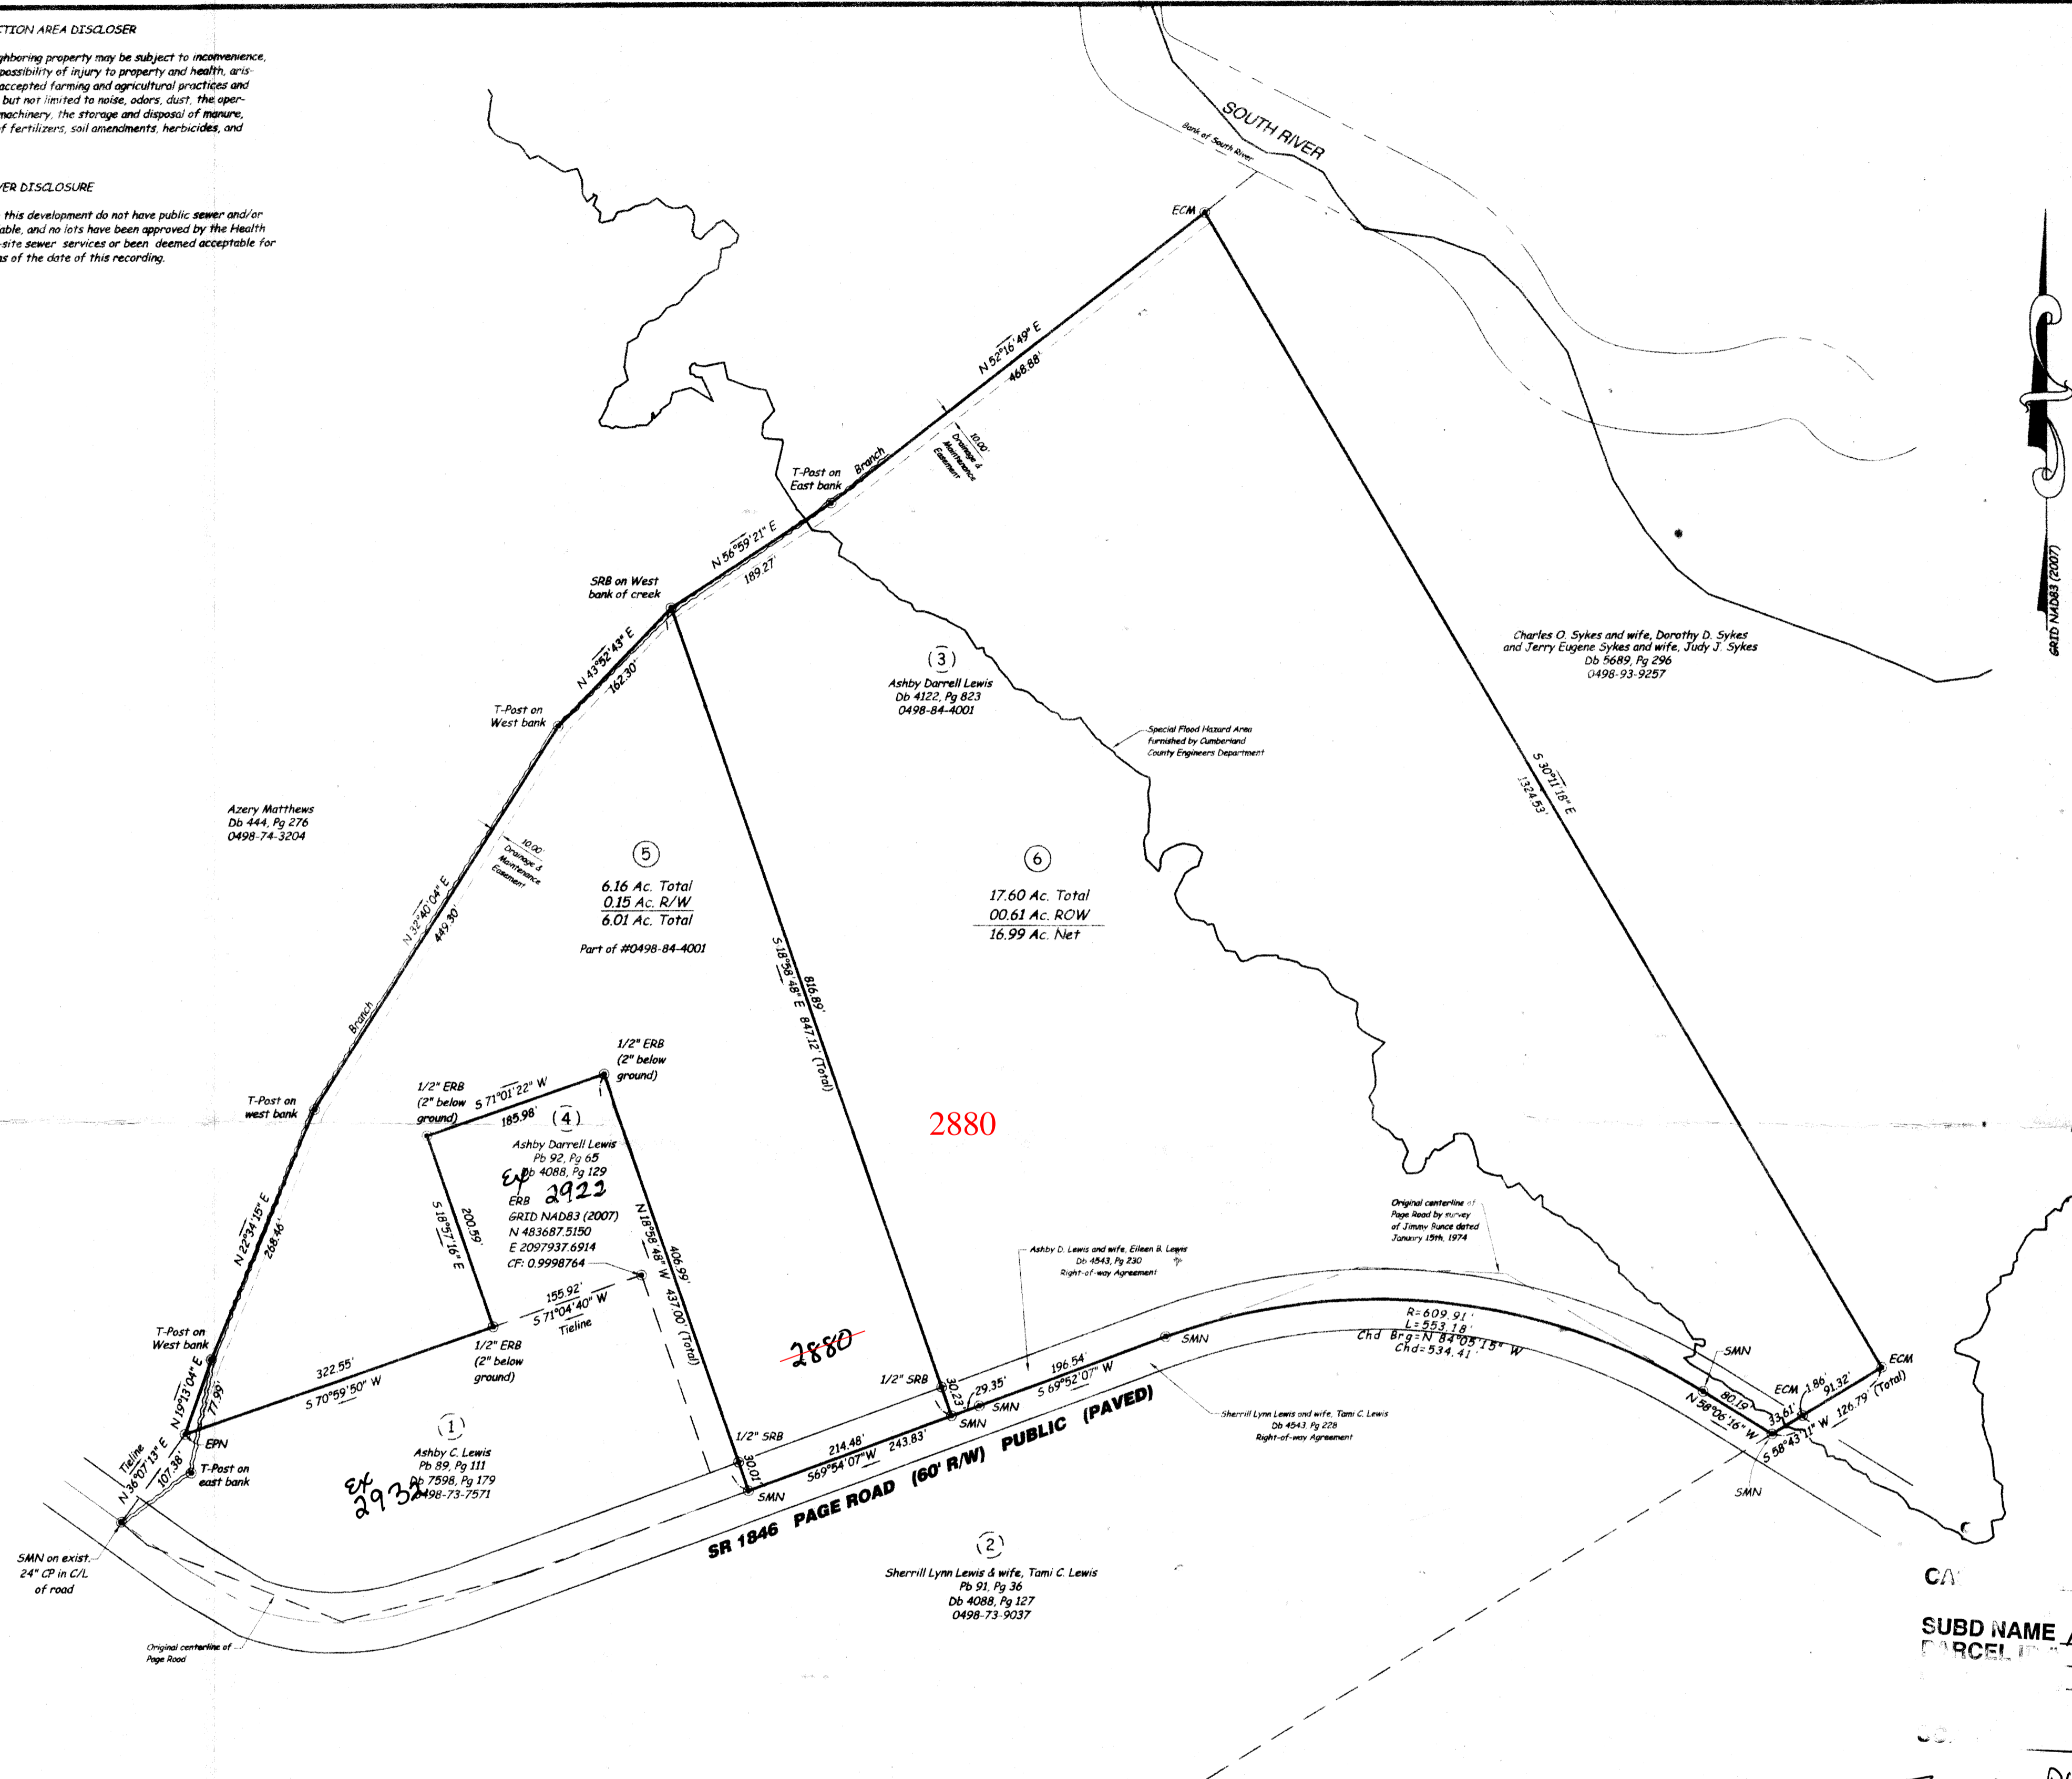 TION AREA DISCLOSER
ghboring property may be subject to inconvenience,
possibility of injury to property and health, aris-
accepted farming and agricultural practices and
but not limited to noise, odors, dust, the oper-
machinery, the storage and disposal of manure,
f fertilizers, soil amendments, herbicides, and
ER DISCLOSURE
this development do not have public sewer and/or
able, and no lots have been approved by the Health
-site sewer services or been deemed acceptable for
as of the date of this recording.
SOUTH RIVER
Bank of South River
ECM
N 52°16'49" E
468.88'
10.00'
Drainage &
Maintenance
Easement
T-Post on
East bank
Branch
N 56°59'21" E
189.27'
SRB on West
bank of creek
N 43°52'43" E
162.30'
T-Post on
West bank
GRID NAD83 (2007)
Charles O. Sykes and wife, Dorothy D. Sykes
and Jerry Eugene Sykes and wife, Judy J. Sykes
Db 5689, Pg 296
0498-93-9257
3
Ashby Darrell Lewis
Db 4122, Pg 823
0498-84-4001
Special Flood Hazard Area
furnished by Cumberland
County Engineers Department
S 30°11'18" E
1324.53'
Azery Matthews
Db 444, Pg 276
0498-74-3204
10.00'
Drainage &
Maintenance
Easement
5
6.16 Ac. Total
0.15 Ac. R/W
6.01 Ac. Total
Part of #0498-84-4001
6
17.60 Ac. Total
00.61 Ac. ROW
16.99 Ac. Net
N 32°40'04" E
449.30'
Branch
816.89'
S 18°58'48" E 847.12' (Total)
1/2" ERB
(2" below
ground)
1/2" ERB
(2" below
ground)
S 71°01'22" W
185.98'
T-Post on
west bank
4
Ashby Darrell Lewis
Pb 92, Pg 65
Db 4088, Pg 129
Ex
2922
ERB
GRID NAD83 (2007)
N 483687.5150
E 2097937.6914
CF: 0.9998764
2880
N 22°34'15" E
268.46'
200.59'
S 18°57'16" E
406.99'
N 18°58'48" W 437.00' (Total)
155.92'
S 71°04'40" W
Tieline
Ashby D. Lewis and wife, Eileen B. Lewis
Db 4543, Pg 230
Right-of-way Agreement
Original centerline of
Page Road by survey
of Jimmy Bunce dated
January 15th, 1974
R=609.91'
L=553.18'
Chd Brg=N 84°05'15" W
Chd=534.41'
T-Post on
West bank
1/2" ERB
(2" below
ground)
2880
SMN
SMN
ECM
322.55'
S 70°59'50" W
N 19°13'04" E
77.99'
1/2" SRB
30.23'
29.35'
SMN
SMN
196.54'
S 69°52'07" W
ECM
1.86'
91.32'
80.19'
33.61'
N 58°06'16" W
S 58°43'11" W 126.79' (Total)
SMN
EPN
T-Post on
east bank
Tieline
N 36°07'13" E
107.38'
1
Ashby C. Lewis
Pb 89, Pg 111
Db 7598, Pg 179
0498-73-7571
Ex
2932
1/2" SRB
30.01'
SMN
214.48'
S69°54'07"W 243.83'
SR 1846 PAGE ROAD (60' R/W) PUBLIC (PAVED)
Sherrill Lynn Lewis and wife, Tami C. Lewis
Db 4543, Pg 228
Right-of-way Agreement
SMN on exist.
24" CP in C/L
of road
Original centerline of
Page Road
2
Sherrill Lynn Lewis & wife, Tami C. Lewis
Pb 91, Pg 36
Db 4088, Pg 127
0498-73-9037
SUBD NAME
PARCEL